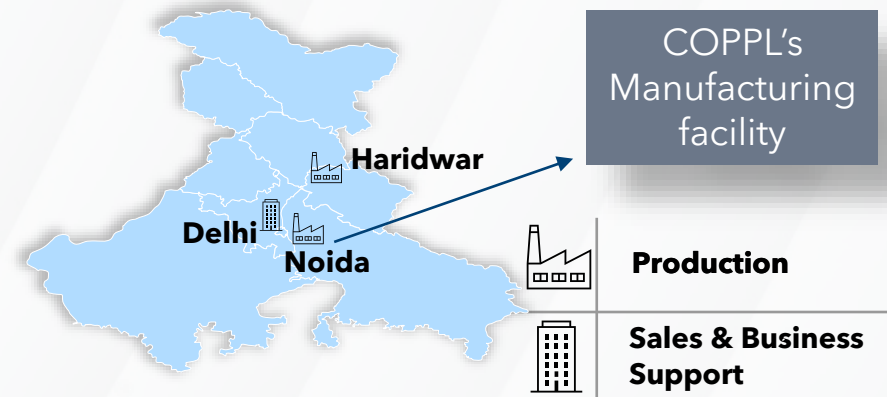 COPPL's
Manufacturing
facility
Haridwar
Delhi
Noida
Production
Sales & Business
Support